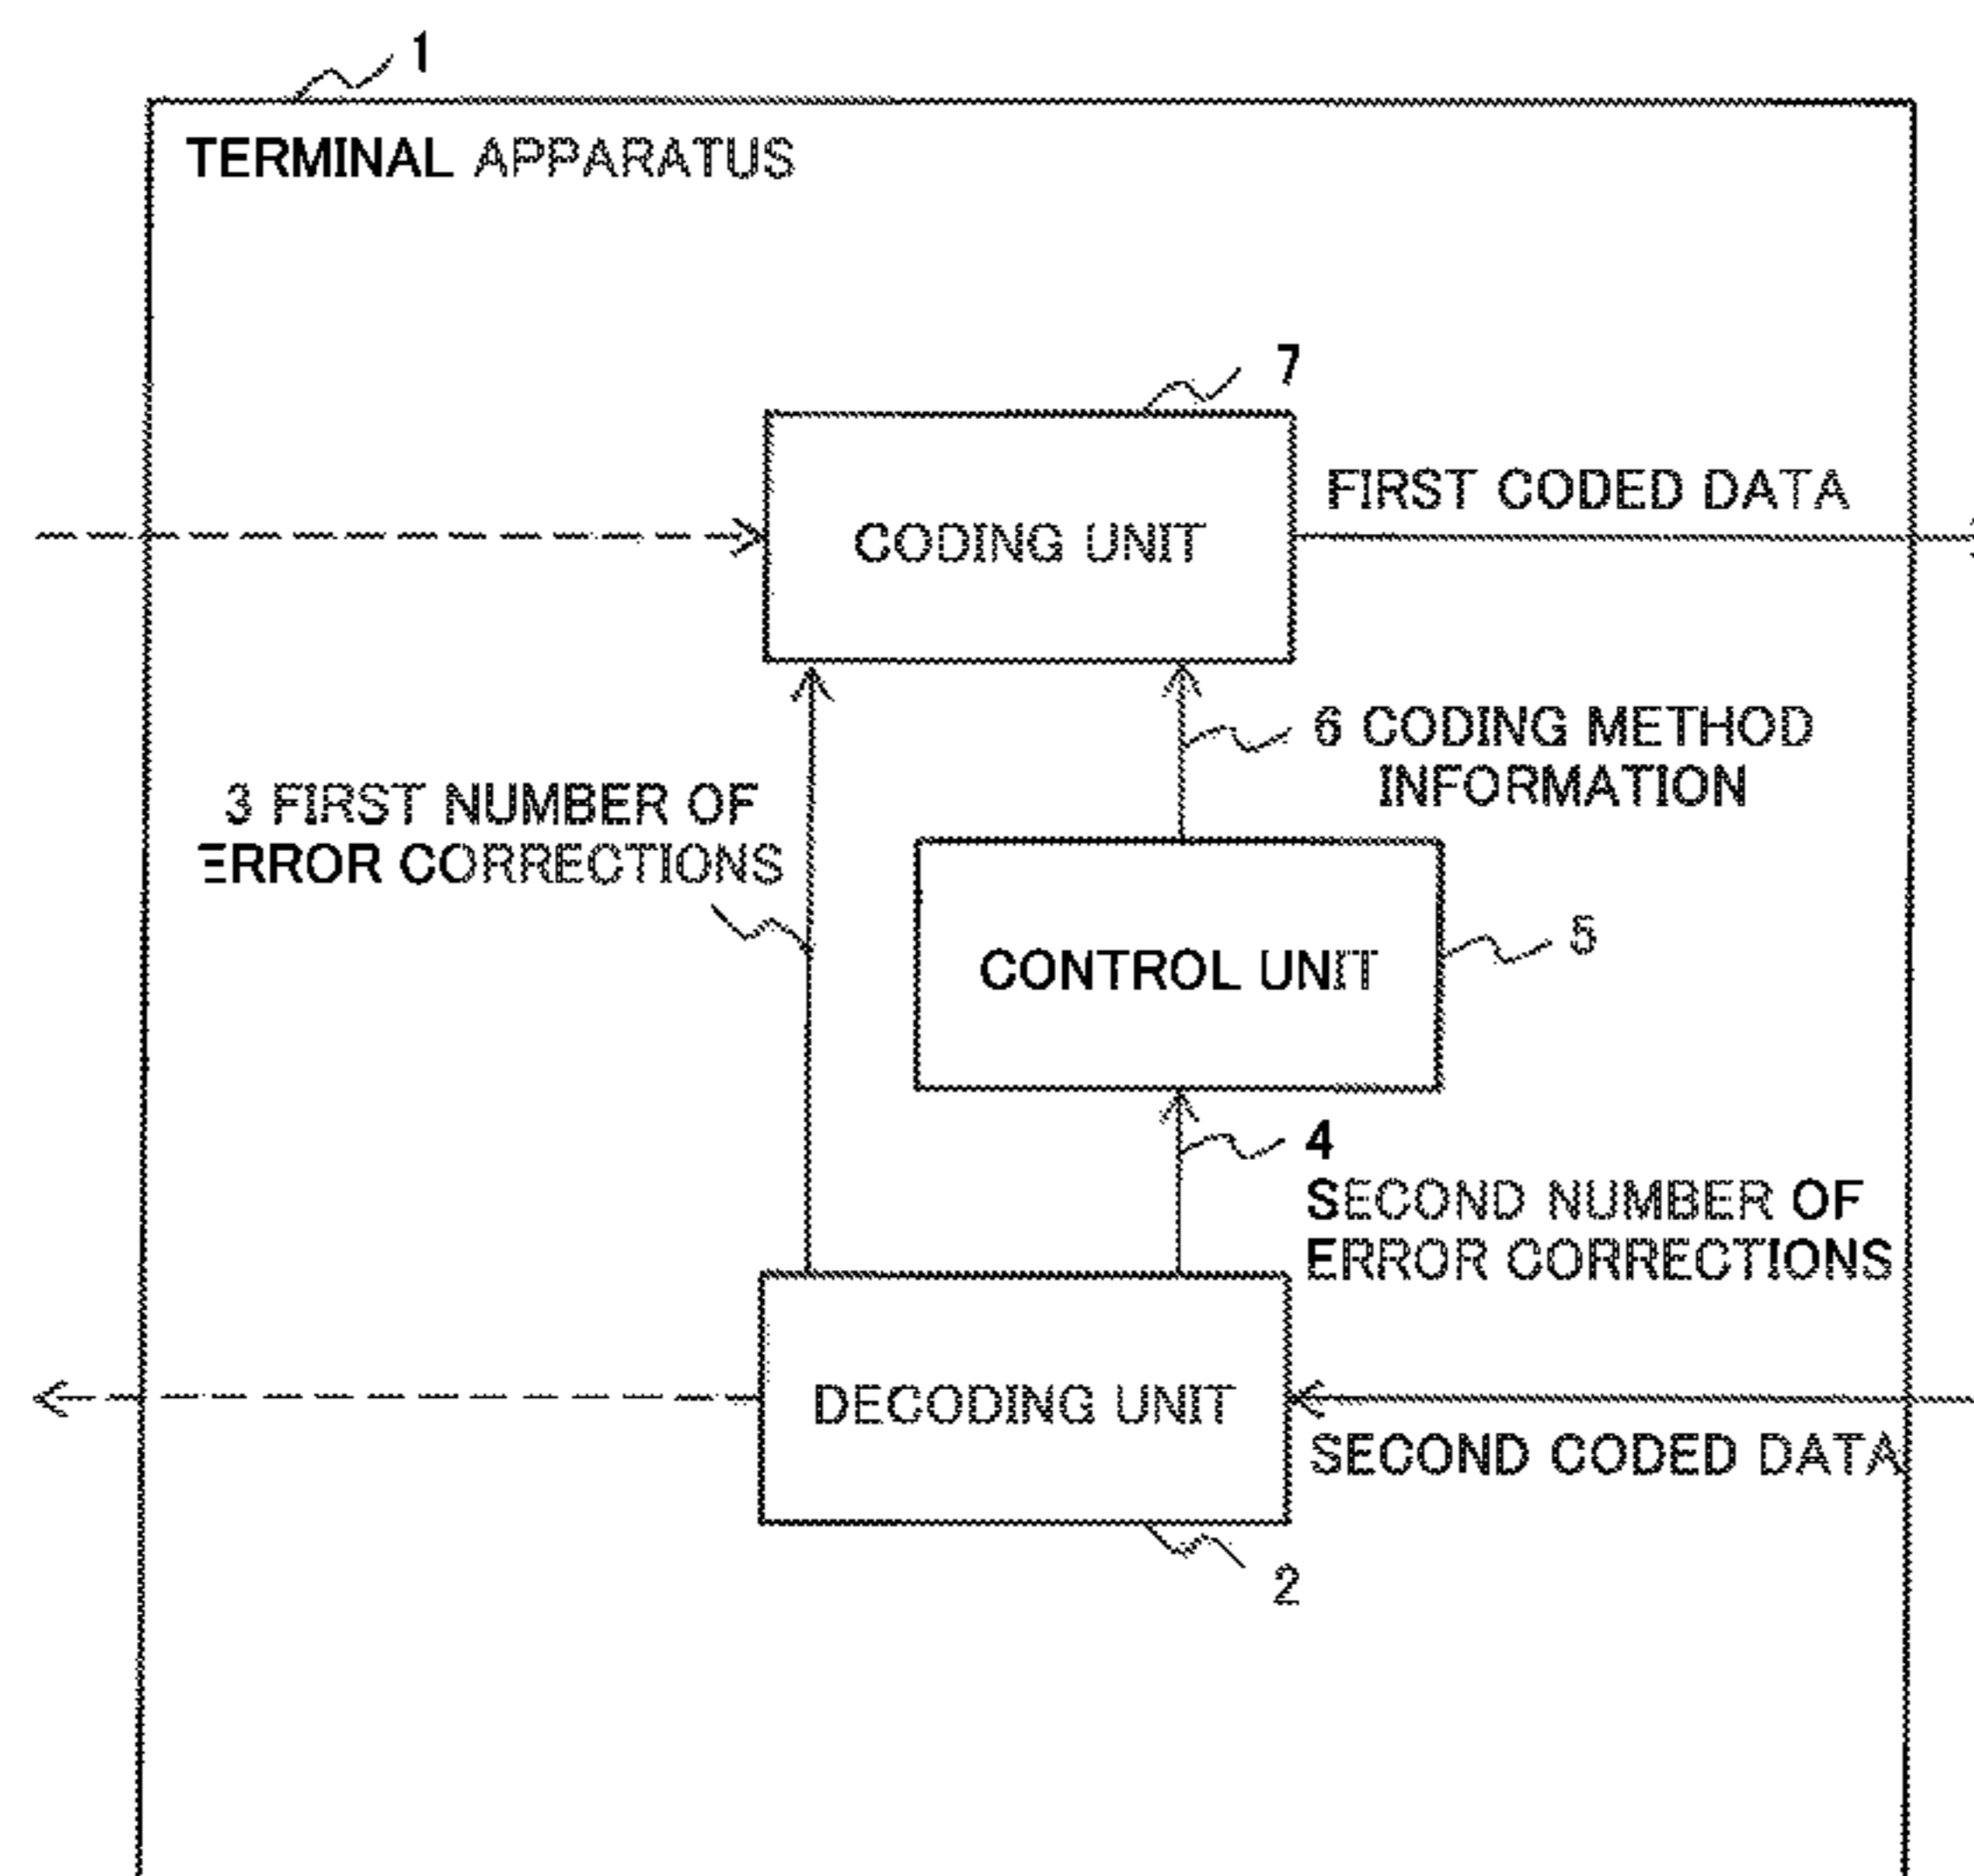 1
TERMINAL APPARATUS
7
CODING UNIT
FIRST CODED DATA
6 CODING METHOD
INFORMATION
3 FIRST NUMBER OF
ERROR CORRECTIONS
CONTROL UNIT
5
4
SECOND NUMBER OF
ERROR CORRECTIONS
DECODING UNIT
SECOND CODED DATA
2